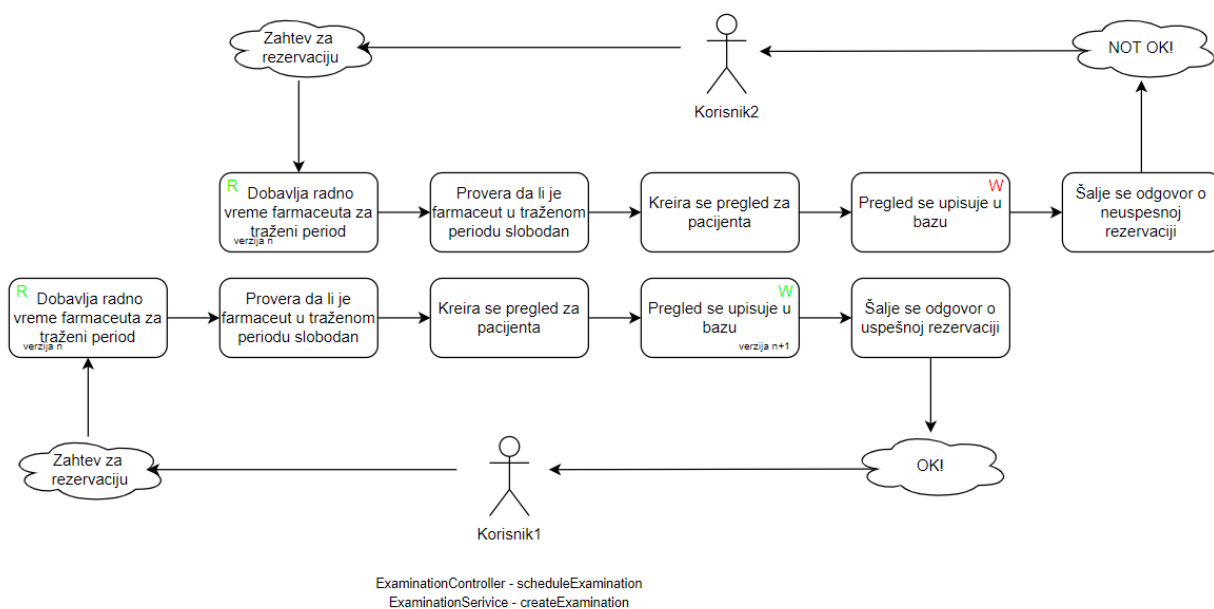 Zahtev za
rezervaciju
Korisnik2
NOT OK!
R
Dobavlja radno
vreme farmaceuta za
traženi period
verzija n
Provera da li je
farmaceut u traženom
periodu slobodan
Kreira se pregled za
pacijenta
W
Pregled se upisuje u
bazu
Šalje se odgovor o
neuspesnoj
rezervaciji
R
Dobavlja radno
vreme farmaceuta za
traženi period
verzija n
Provera da li je
farmaceut u traženom
periodu slobodan
Kreira se pregled za
pacijenta
W
Pregled se upisuje u
bazu
verzija n+1
Šalje se odgovor o
uspešnoj rezervaciji
Zahtev za
rezervaciju
Korisnik1
OK!
ExaminationController - scheduleExamination
ExaminationSerivice - createExamination